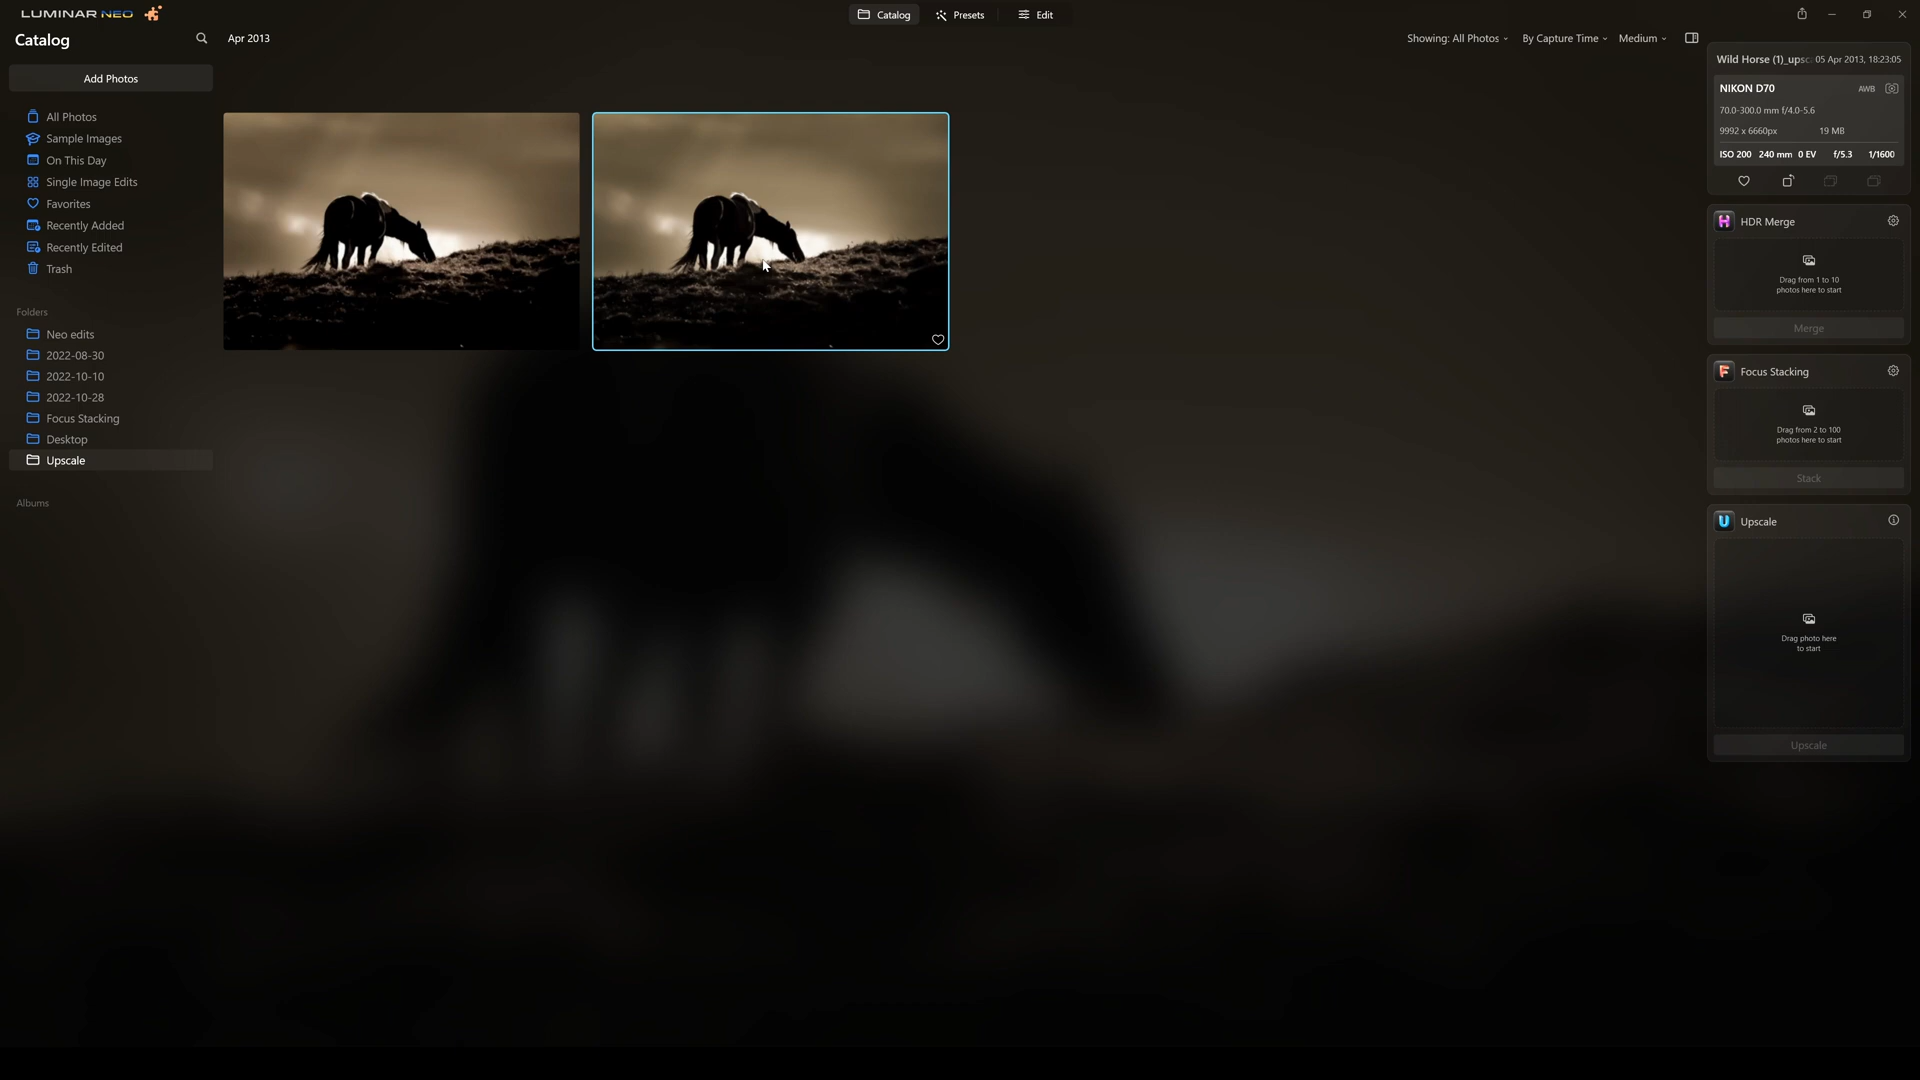 LUMINAR NEO
Catalog
Presets
Edit
Catalog
Apr 2013
Showing: All Photos
By Capture Time
Medium
Add Photos
All Photos
Sample Images
On This Day
Single Image Edits
Favorites
Recently Added
Recently Edited
Trash
Folders
Neo edits
2022-08-30
2022-10-10
2022-10-28
Focus Stacking
Desktop
Upscale
Albums
Wild Horse (1)_upsc 05 Apr 2013, 18:23:05
NIKON D70 AWB
70.0-300.0 mm f/4.0-5.6
9992 x 6660px 19 MB
ISO 200 240 mm 0 EV f/5.3 1/1600
HDR Merge
Drag from 1 to 10
photos here to start
Merge
Focus Stacking
Drag from 2 to 100
photos here to start
Stack
Upscale
Drag photo here
to start
Upscale